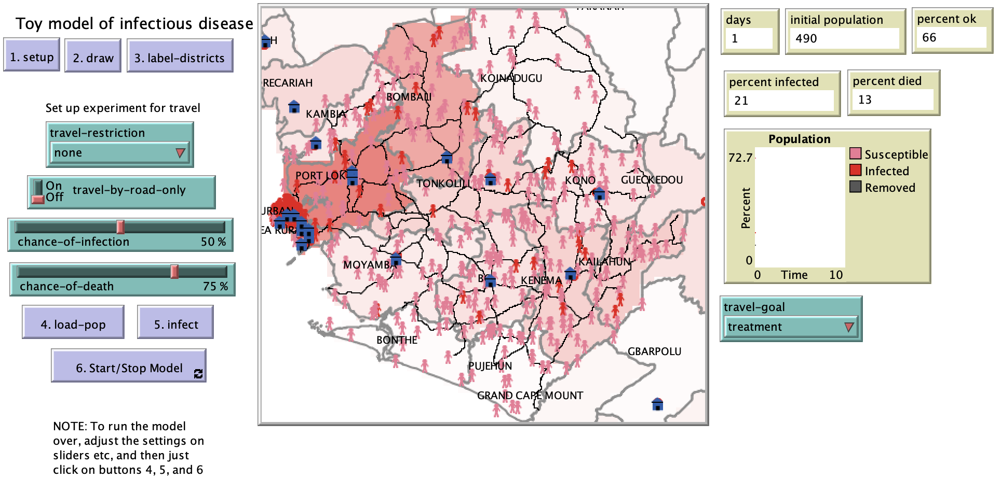 Toy model of infectious disease
1. setup
2. draw
3. label-districts
Set up experiment for travel
travel-restriction
none
On
Off
travel-by-road-only
chance-of-infection
50 %
chance-of-death
75 %
4. load-pop
5. infect
6. Start/Stop Model
NOTE: To run the model
over, adjust the settings on
sliders etc, and then just
click on buttons 4, 5, and 6
H
RECARIAH
KOINADUGU
BOMBALI
KAMBIA
PORT LOK
TONKOLILI
KONO
GUECKEDOU
URBAN
EA RUR
MOYAMBA
KAILAHUN
B
KENEMA
BONTHE
GBARPOLU
PUJEHUN
GRAND CAPE MOUNT
days
1
initial population
490
percent ok
66
percent infected
21
percent died
13
Population
72.7
Percent
0
0
Time
10
Susceptible
Infected
Removed
travel-goal
treatment